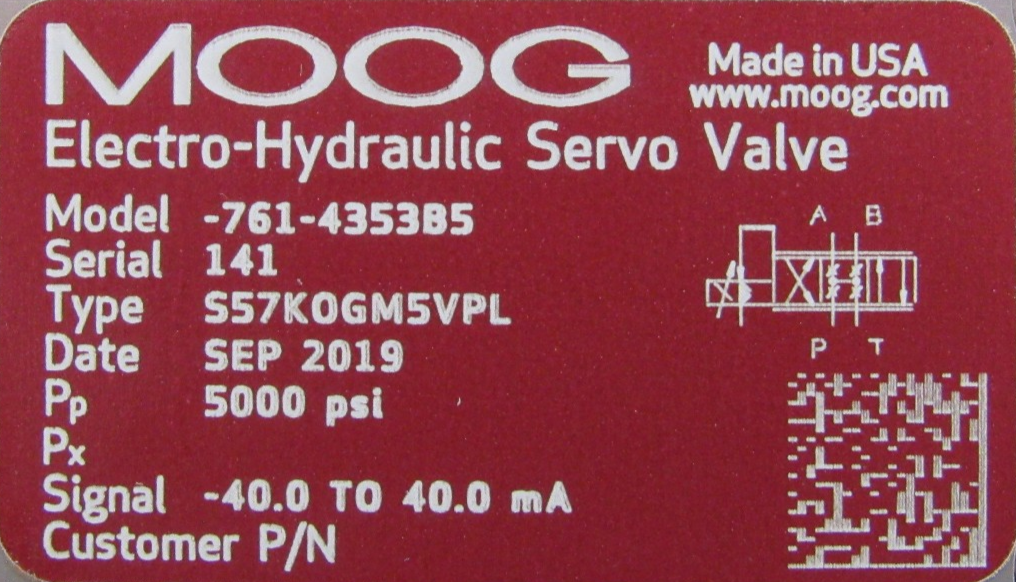 MOOG
Made in USA
www.moog.com
Electro-Hydraulic Servo Valve
Model -761-4353B5
Serial 141
Type S57KOGM5VPL
Date SEP 2019
Pp 5000 psi
Px
Signal -40.0 TO 40.0 mA
Customer P/N
A B
P T